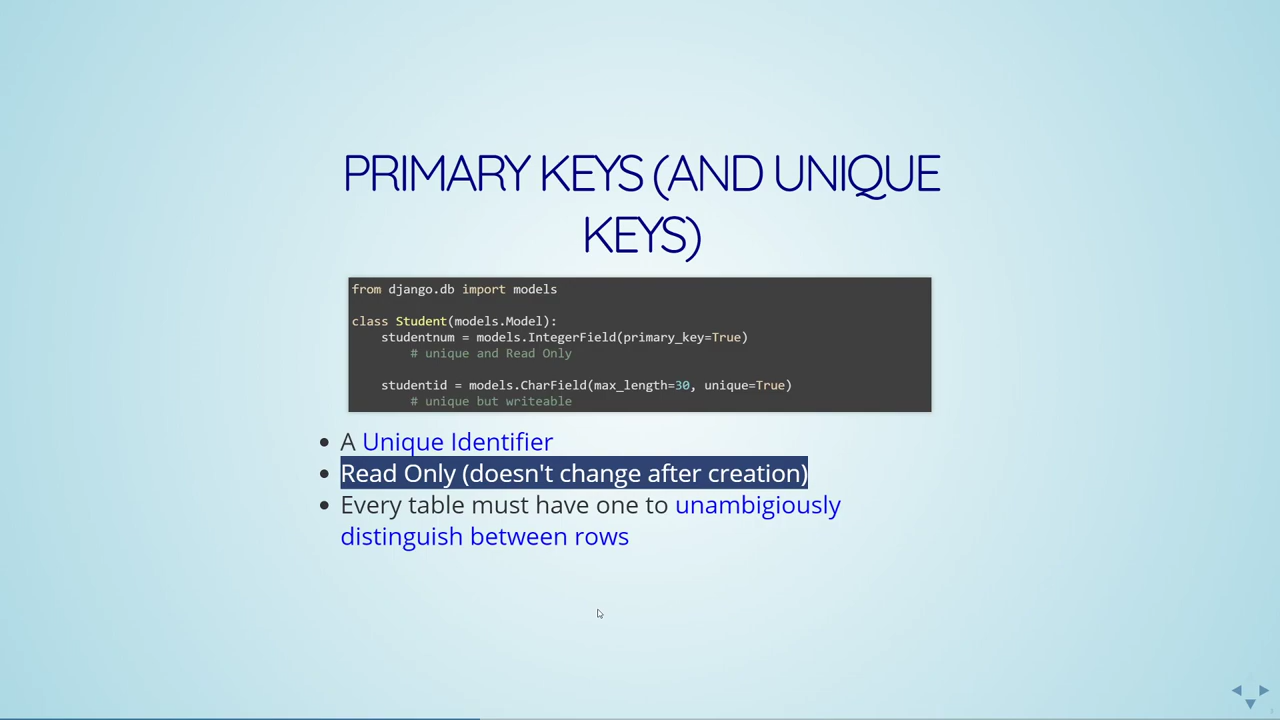 PRIMARY KEYS (AND UNIQUE
KEYS)
from django.db import models
class Student(models.Model):
studentnum = models.IntegerField(primary_key=True)
# unique and Read Only
studentid = models.CharField(max_length=30, unique=True)
# unique but writeable
A Unique Identifier
Read Only (doesn't change after creation)
Every table must have one to unambigiously
distinguish between rows